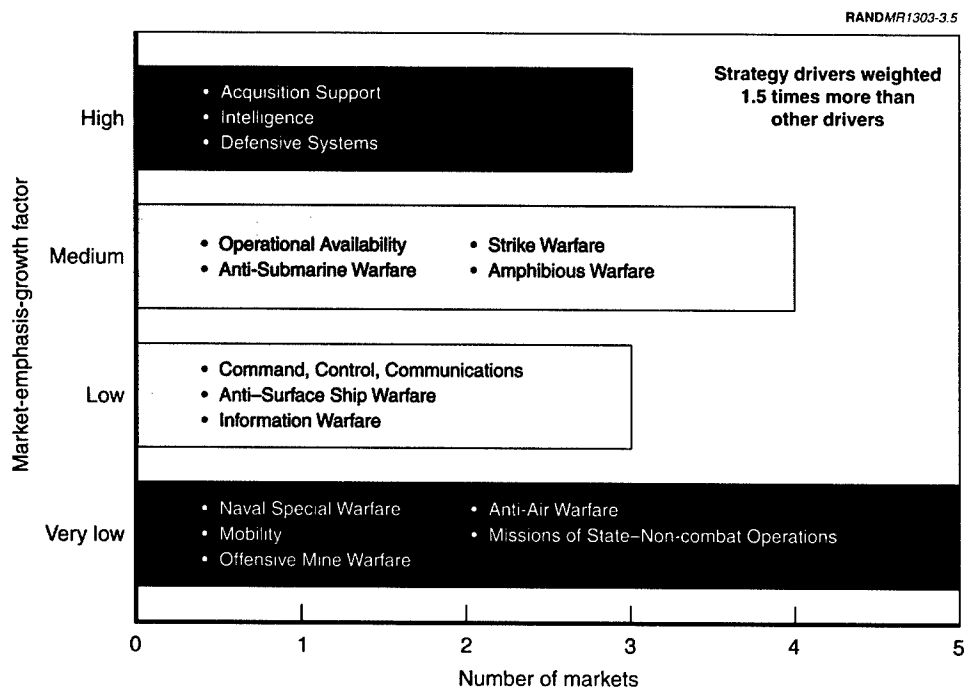 RANDMR1303-3.5
Strategy drivers weighted
1.5 times more than
other drivers
Market-emphasis-growth factor
High
• Acquisition Support
• Intelligence
• Defensive Systems
Medium
• Operational Availability
• Anti-Submarine Warfare
• Strike Warfare
• Amphibious Warfare
Low
• Command, Control, Communications
• Anti–Surface Ship Warfare
• Information Warfare
Very low
• Naval Special Warfare
• Mobility
• Offensive Mine Warfare
• Anti-Air Warfare
• Missions of State–Non-combat Operations
0 1 2 3 4 5
Number of markets